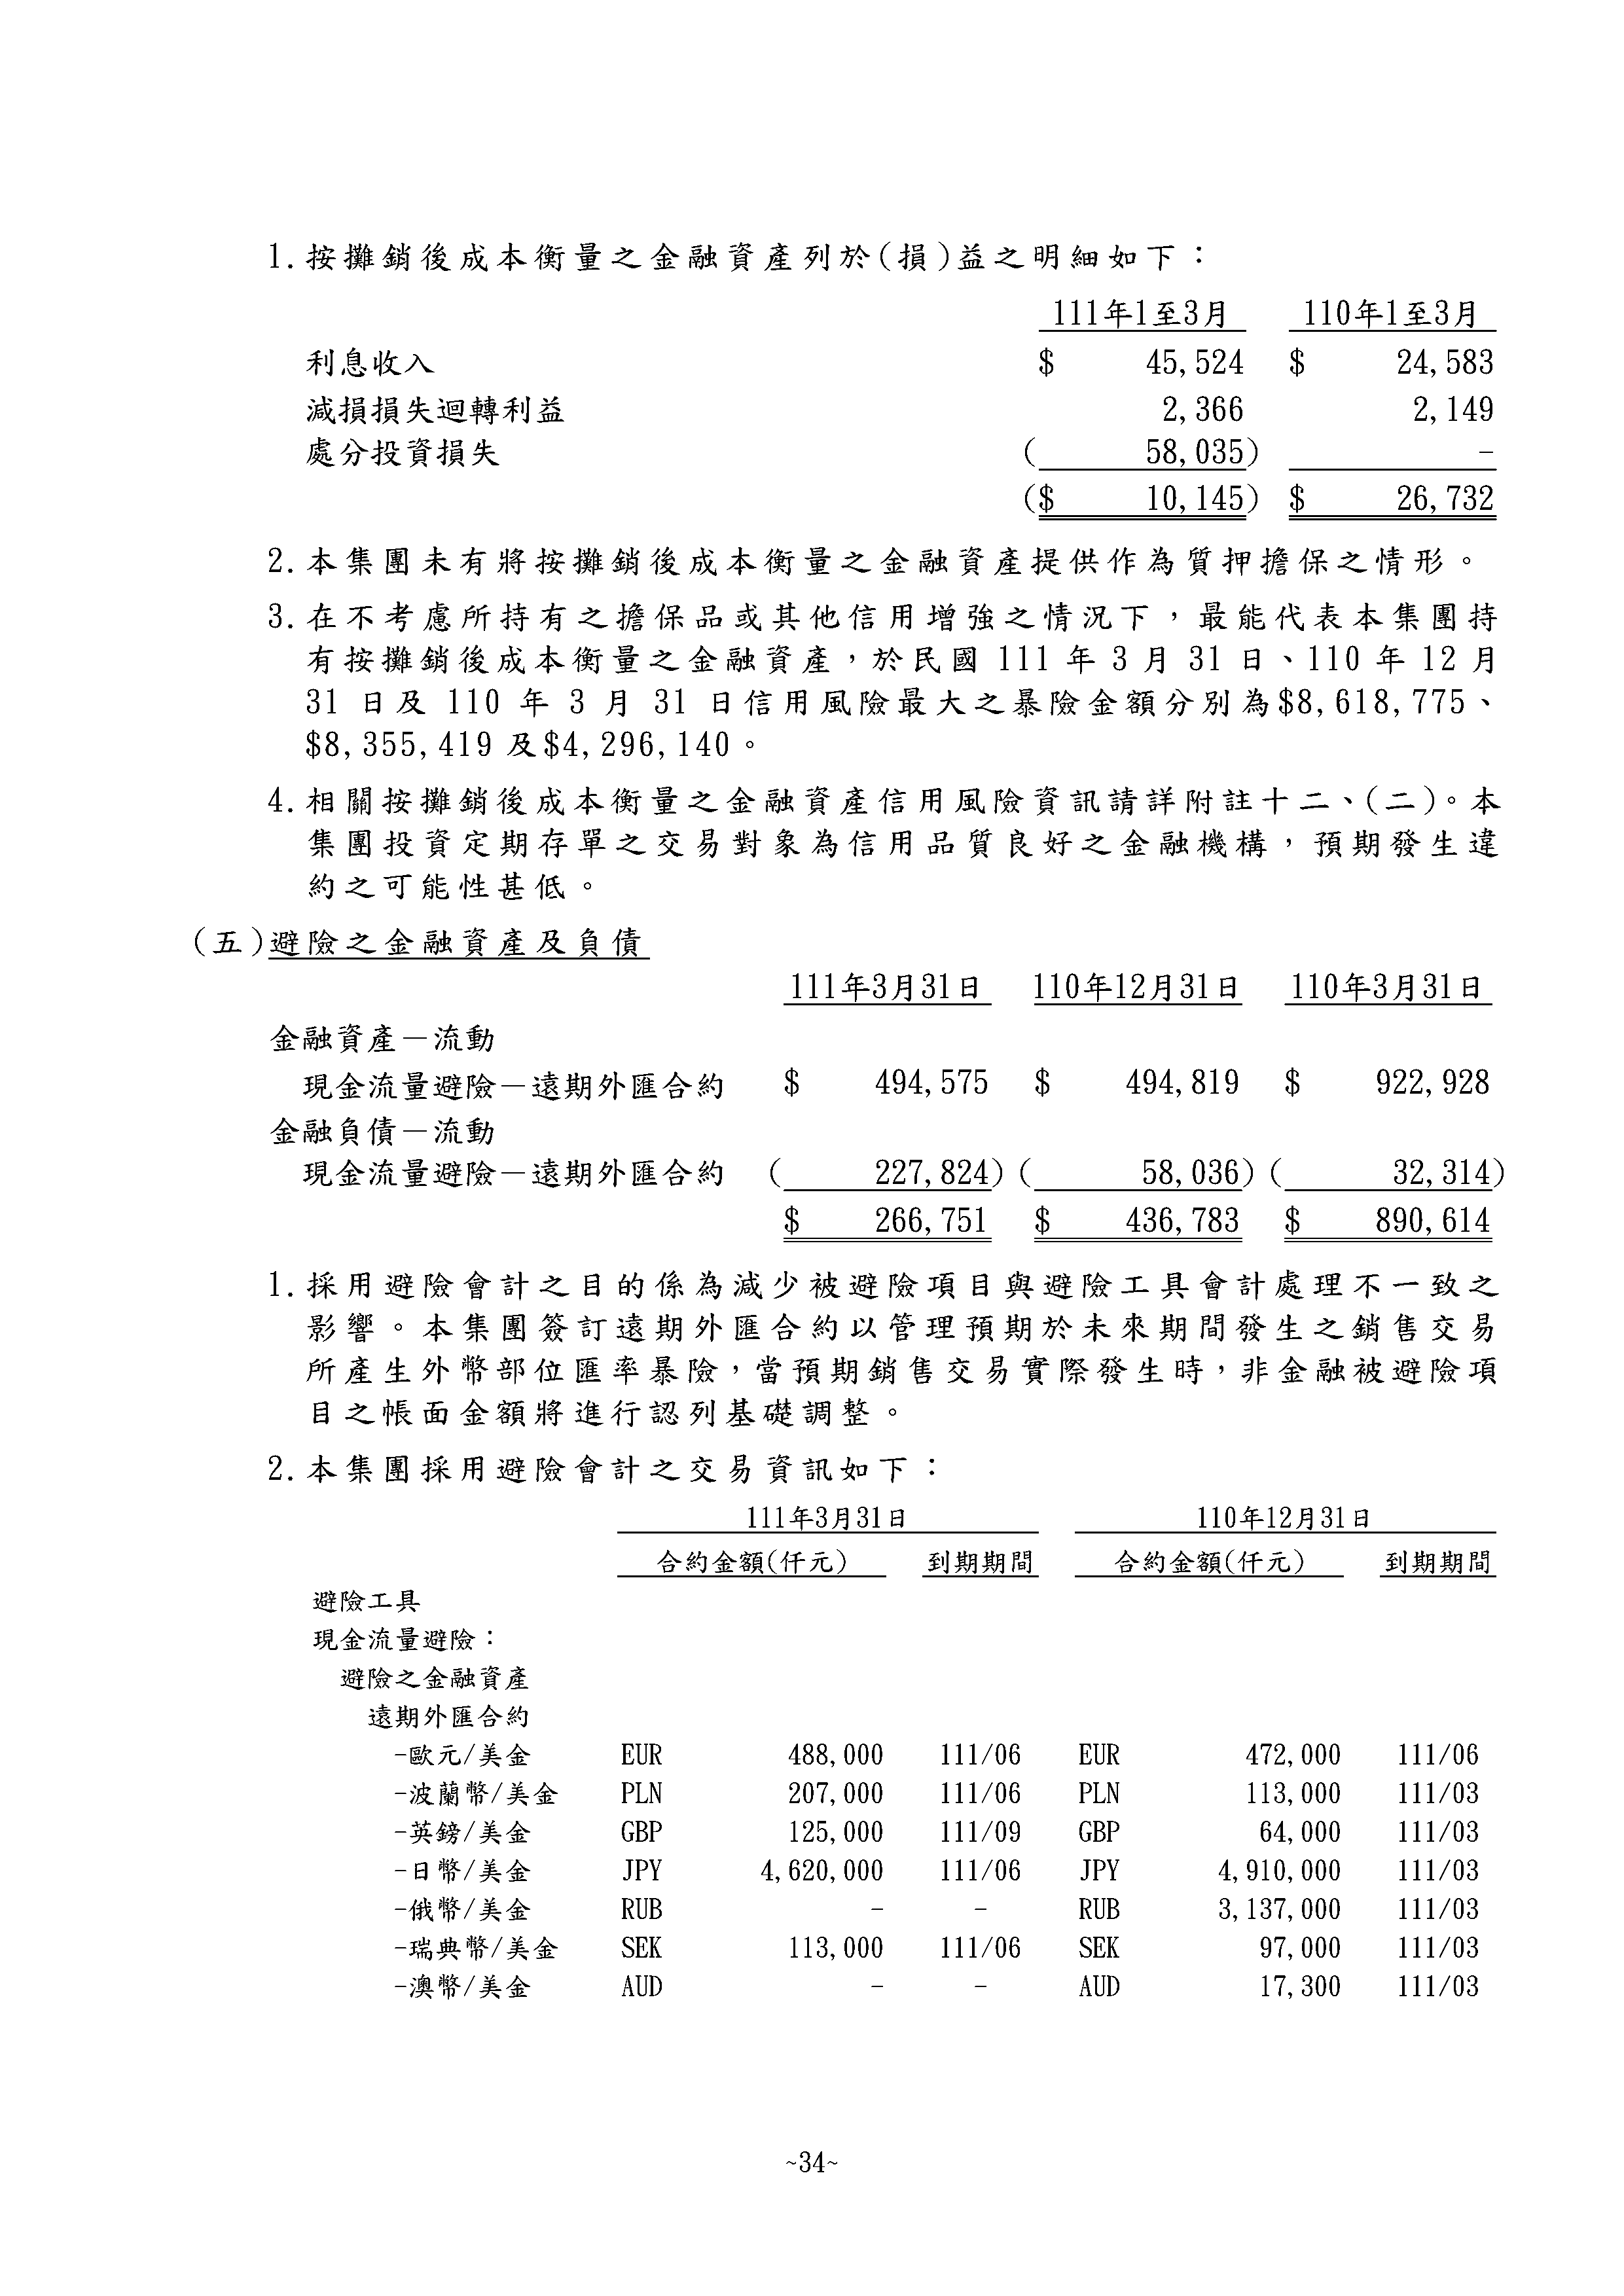 1.按攤銷後成本衡量之金融資產列於(損)益之明細如下：
111年1至3月 110年1至3月
利息收入 $ 45,524 $ 24,583
減損損失迴轉利益 2,366 2,149
處分投資損失 ( 58,035) -
($ 10,145) $ 26,732
2.本集團未有將按攤銷後成本衡量之金融資產提供作為質押擔保之情形。
3.在不考慮所持有之擔保品或其他信用增強之情況下，最能代表本集團持
有按攤銷後成本衡量之金融資產，於民國 111 年 3 月 31 日、110 年 12 月
31 日及 110 年 3 月 31 日信用風險最大之暴險金額分別為$8,618,775、
$8,355,419 及$4,296,140。
4.相關按攤銷後成本衡量之金融資產信用風險資訊請詳附註十二、(二)。本
集團投資定期存單之交易對象為信用品質良好之金融機構，預期發生違
約之可能性甚低。
(五)避險之金融資產及負債
111年3月31日 110年12月31日 110年3月31日
金融資產－流動
現金流量避險－遠期外匯合約 $ 494,575 $ 494,819 $ 922,928
金融負債－流動
現金流量避險－遠期外匯合約 ( 227,824) ( 58,036) ( 32,314)
$ 266,751 $ 436,783 $ 890,614
1.採用避險會計之目的係為減少被避險項目與避險工具會計處理不一致之
影響。本集團簽訂遠期外匯合約以管理預期於未來期間發生之銷售交易
所產生外幣部位匯率暴險，當預期銷售交易實際發生時，非金融被避險項
目之帳面金額將進行認列基礎調整。
2.本集團採用避險會計之交易資訊如下：
111年3月31日 110年12月31日
合約金額(仟元) 到期期間 合約金額(仟元) 到期期間
避險工具
現金流量避險：
避險之金融資產
遠期外匯合約
-歐元/美金 EUR 488,000 111/06 EUR 472,000 111/06
-波蘭幣/美金 PLN 207,000 111/06 PLN 113,000 111/03
-英鎊/美金 GBP 125,000 111/09 GBP 64,000 111/03
-日幣/美金 JPY 4,620,000 111/06 JPY 4,910,000 111/03
-俄幣/美金 RUB - - RUB 3,137,000 111/03
-瑞典幣/美金 SEK 113,000 111/06 SEK 97,000 111/03
-澳幣/美金 AUD - - AUD 17,300 111/03
~34~